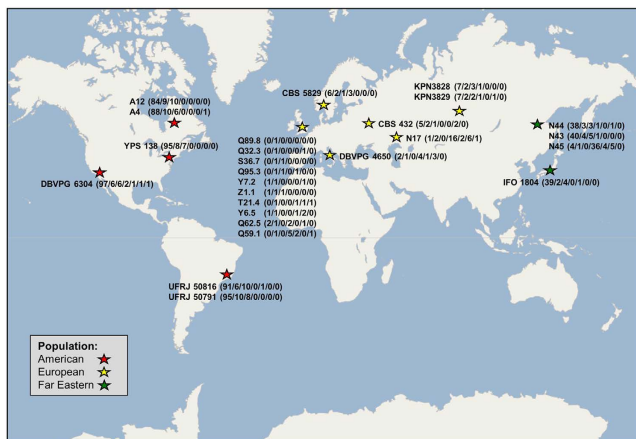 A12 (84/9/10/0/0/0/0)
A4 (88/10/6/0/0/0/1)
YPS 138 (95/8/7/0/0/0/0)
DBVPG 6304 (97/6/6/2/1/1/1)
UFRJ 50816 (91/6/10/0/1/0/0)
UFRJ 50791 (95/10/8/0/0/0/0)
CBS 5829 (6/2/1/3/0/0/0)
KPN3828 (7/2/3/1/0/0/0)
KPN3829 (7/2/2/1/0/1/0)
CBS 432 (5/2/1/0/0/2/0)
N17 (1/2/0/16/2/6/1)
DBVPG 4650 (2/1/0/4/1/3/0)
Q89.8 (0/1/0/0/0/0/0)
Q32.3 (0/1/0/0/0/1/0)
S36.7 (0/1/1/0/0/0/0)
Q95.3 (0/1/1/0/1/1/0)
Y7.2 (1/1/0/0/0/1/0)
Z1.1 (1/1/1/0/0/0/0)
T21.4 (0/1/0/0/1/1/1)
Y6.5 (1/1/0/0/1/2/0)
Q62.5 (2/1/0/2/0/1/0)
Q59.1 (0/1/0/5/2/0/1)
N44 (38/3/3/1/0/1/0)
N43 (40/4/5/1/0/0/0)
N45 (4/1/0/36/4/5/0)
IFO 1804 (39/2/4/0/1/0/0)
Population:
American
European
Far Eastern